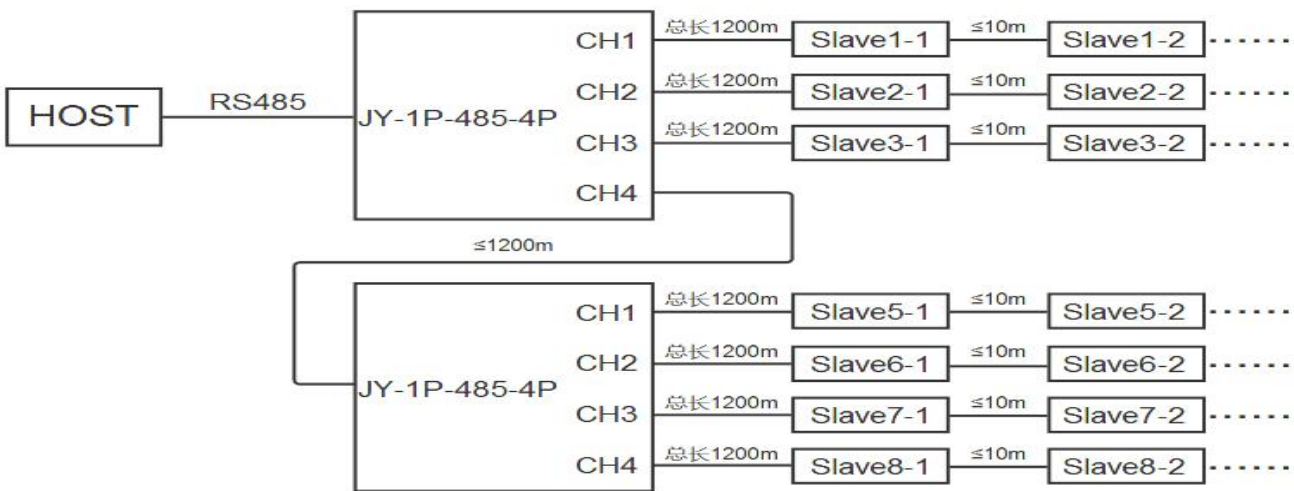 CH1 总长1200m Slave1-1 ≤10m Slave1-2
CH2 总长1200m Slave2-1 ≤10m Slave2-2
HOST RS485 JY-1P-485-4P
CH3 总长1200m Slave3-1 ≤10m Slave3-2
CH4
≤1200m
CH1 总长1200m Slave5-1 ≤10m Slave5-2
CH2 总长1200m Slave6-1 ≤10m Slave6-2
JY-1P-485-4P
CH3 总长1200m Slave7-1 ≤10m Slave7-2
CH4 总长1200m Slave8-1 ≤10m Slave8-2